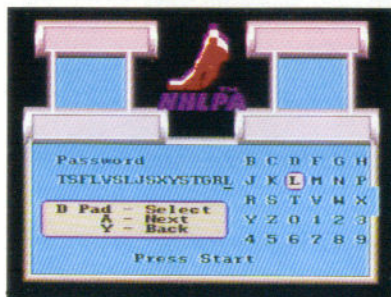 NHLPA
TM
Password
TSFLVSLJSXYSTGRL
D Pad - Select
A - Next
Y - Back
B C D F G H
J K L M N P
R S T V W X
Y Z 0 1 2 3
4 5 6 7 8 9
Press Start